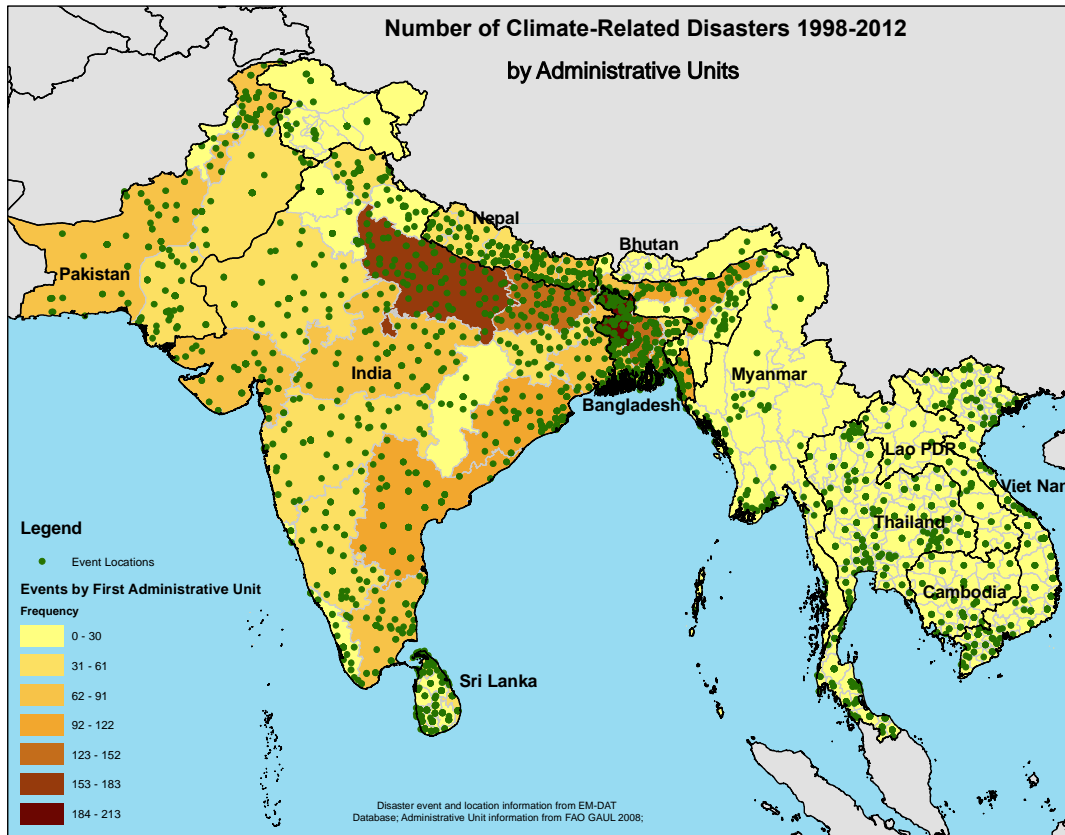 Number of Climate-Related Disasters 1998-2012
by Administrative Units
Nepal
Bhutan
Pakistan
India
Myanmar
Bangladesh
Lao PDR
Viet Nam
Thailand
Cambodia
Sri Lanka
Legend
Event Locations
Events by First Administrative Unit
Frequency
0 - 30
31 - 61
62 - 91
92 - 122
123 - 152
153 - 183
184 - 213
Disaster event and location information from EM-DAT
Database; Administrative Unit information from FAO GAUL 2008;